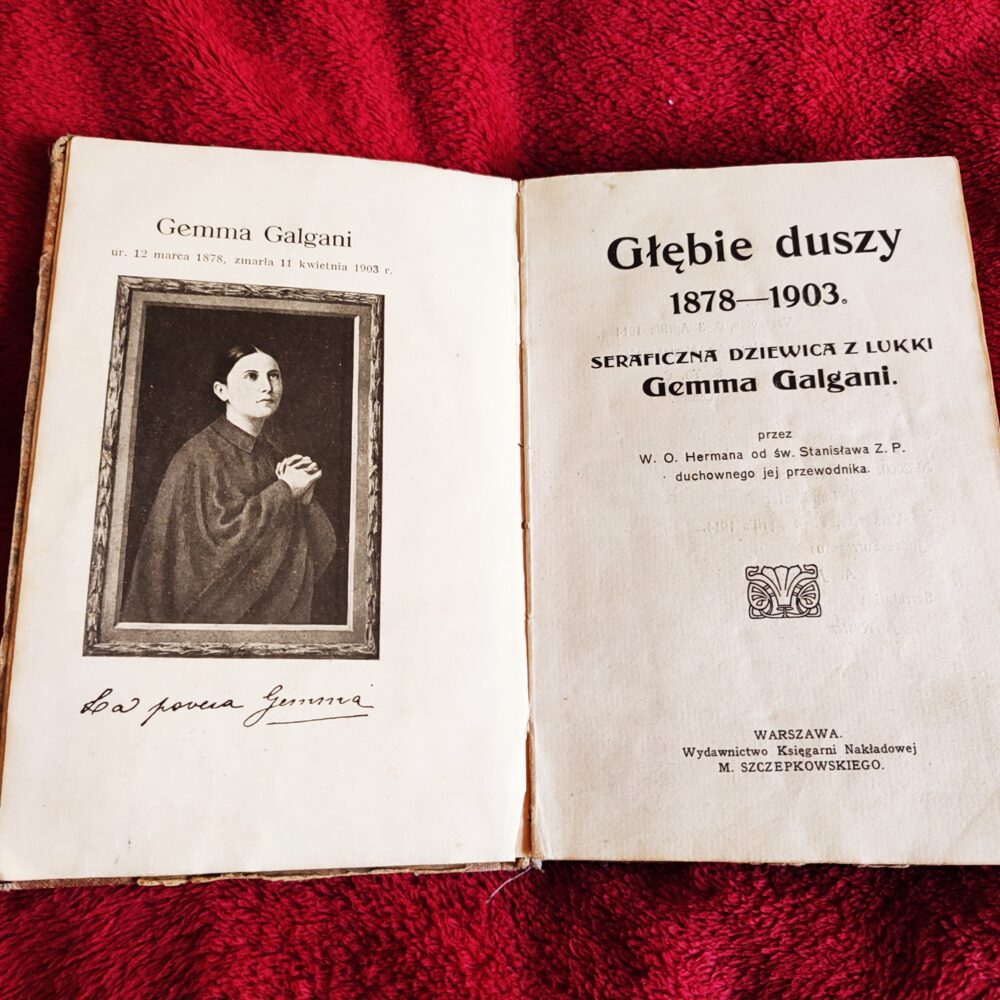 Gemma Galgani
ur. 12 marca 1878, zmarła 11 kwietnia 1903 r.
La povera Gemma
Głębie duszy
1878—1903.
SERAFICZNA DZIEWICA Z LUKKI
Gemma Galgani.
przez
W. O. Hermana od św. Stanisława Z. P.
duchownego jej przewodnika.
WARSZAWA.
Wydawnictwo Księgarni Nakładowej
M. SZCZEPKOWSKIEGO.